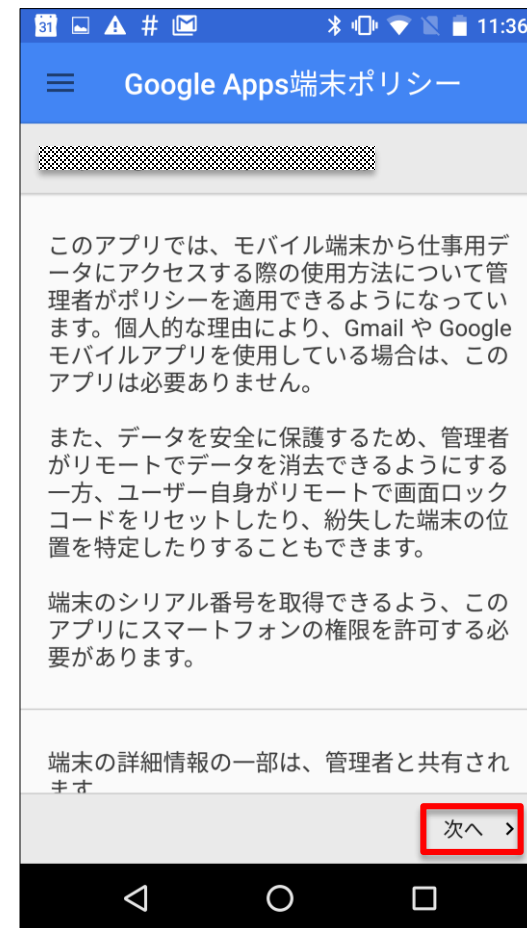 31 # 11:36
Google Apps端末ポリシー
このアプリでは、モバイル端末から仕事用デ
ータにアクセスする際の使用方法について管
理者がポリシーを適用できるようになってい
ます。個人的な理由により、Gmail や Google
モバイルアプリを使用している場合は、この
アプリは必要ありません。
また、データを安全に保護するため、管理者
がリモートでデータを消去できるようにする
一方、ユーザー自身がリモートで画面ロック
コードをリセットしたり、紛失した端末の位
置を特定したりすることもできます。
端末のシリアル番号を取得できるよう、この
アプリにスマートフォンの権限を許可する必
要があります。
端末の詳細情報の一部は、管理者と共有され
ます
次へ